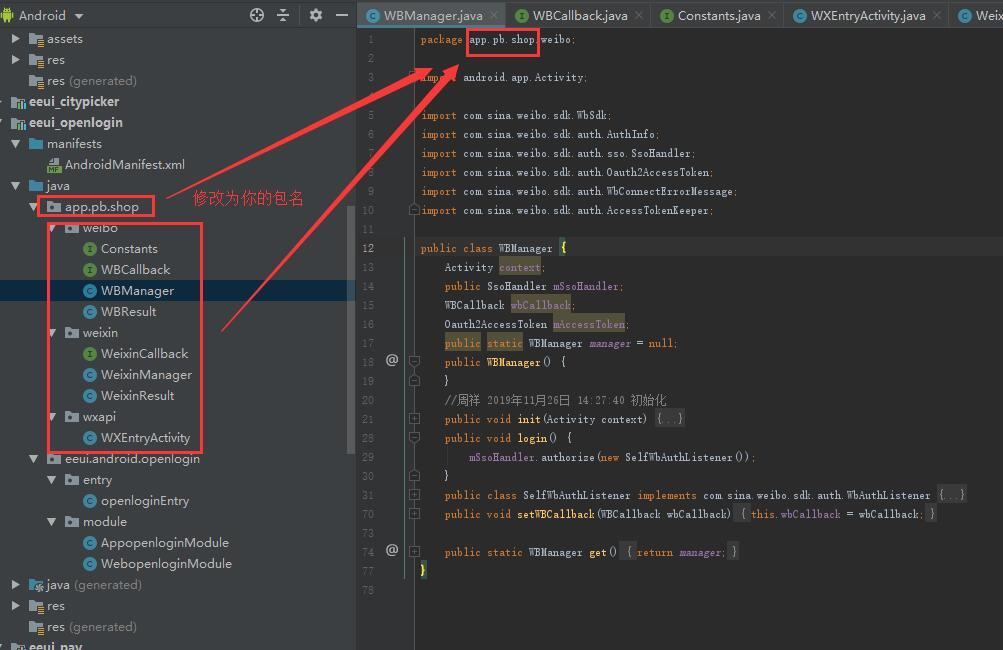 Android
assets
res
res (generated)
eeui_citypicker
eeui_openlogin
manifests
AndroidManifest.xml
java
app.pb.shop
weibo
Constants
WBCallback
WBManager
WBResult
weixin
WeixinCallback
WeixinManager
WeixinResult
wxapi
WXEntryActivity
eeui.android.openlogin
entry
openloginEntry
module
AppopenloginModule
WebopenloginModule
java (generated)
res
res (generated)
eeui_nav
修改为你的包名
WBManager.java WBCallback.java Constants.java WXEntryActivity.java Weix
1 package app.pb.shop.weibo;
2
3 import android.app.Activity;
5 import com.sina.weibo.sdk.WbSdk;
6 import com.sina.weibo.sdk.auth.AuthInfo;
7 import com.sina.weibo.sdk.auth.sso.SsoHandler;
8 import com.sina.weibo.sdk.auth.Oauth2AccessToken;
9 import com.sina.weibo.sdk.auth.WbConnectErrorMessage;
10 import com.sina.weibo.sdk.auth.AccessTokenKeeper;
11
12 public class WBManager {
13 Activity context;
14 public SsoHandler mSsoHandler;
15 WBCallback wbCallback;
16 Oauth2AccessToken mAccessToken;
17 public static WBManager manager = null;
18 @ public WBManager() {
19 }
20 //周祥 2019年11月26日 14:27:40 初始化
21 public void init(Activity context) {...}
28 public void login() {
29 mSsoHandler.authorize(new SelfWbAuthListener());
30 }
31 public class SelfWbAuthListener implements com.sina.weibo.sdk.auth.WbAuthListener {...}
70 public void setWBCallback(WBCallback wbCallback) { this.wbCallback = wbCallback; }
73
74 @ public static WBManager get() { return manager; }
77 }
78